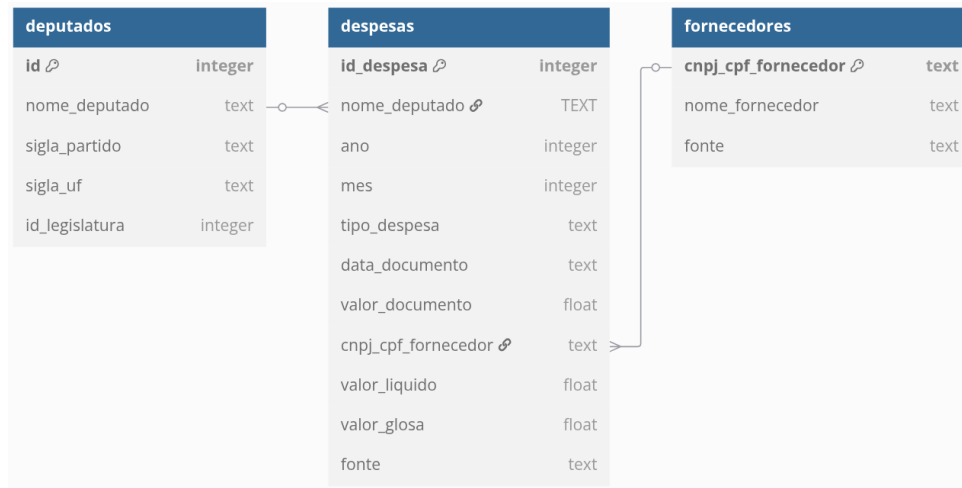 deputados
id integer
nome_deputado text
sigla_partido text
sigla_uf text
id_legislatura integer
despesas
id_despesa integer
nome_deputado TEXT
ano integer
mes integer
tipo_despesa text
data_documento text
valor_documento float
cnpj_cpf_fornecedor text
valor_liquido float
valor_glosa float
fonte text
fornecedores
cnpj_cpf_fornecedor text
nome_fornecedor text
fonte text